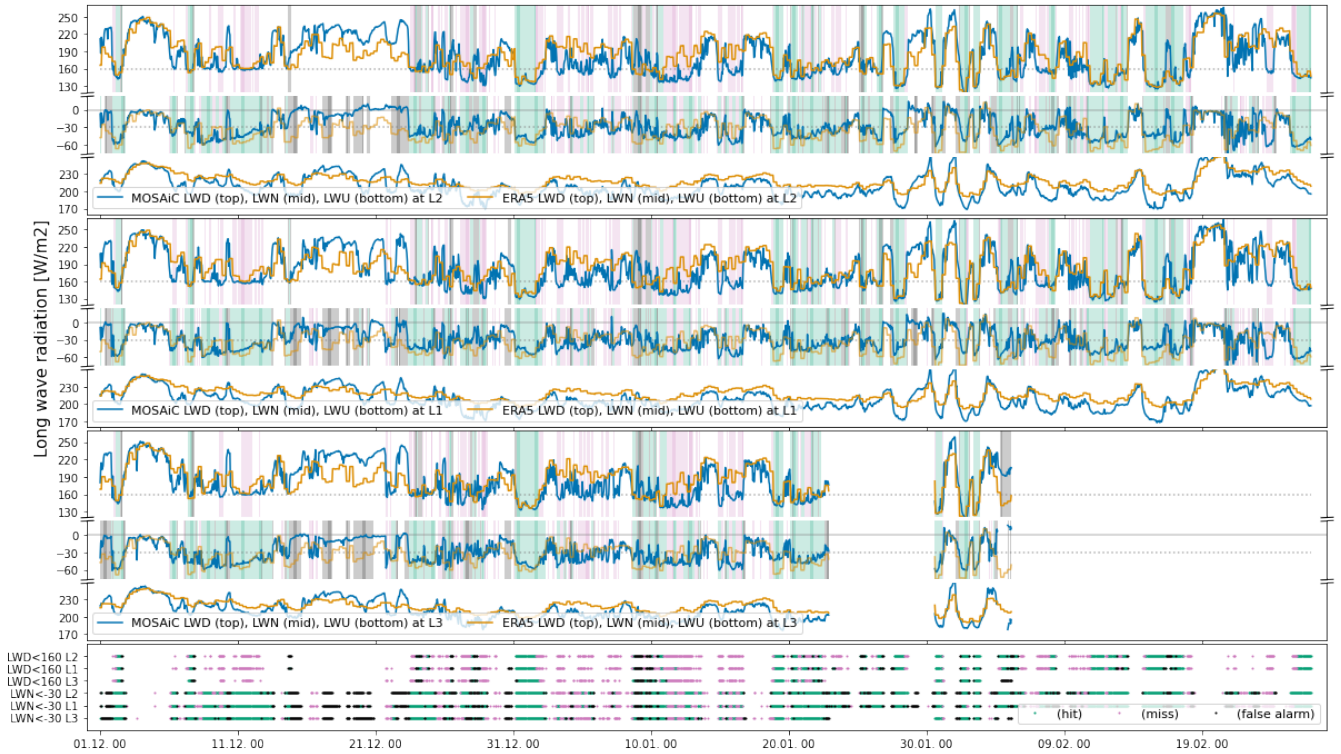 250
220
190
160
130
0
−30
−60
230
200
170
MOSAiC LWD (top), LWN (mid), LWU (bottom) at L2 ERA5 LWD (top), LWN (mid), LWU (bottom) at L2
Long wave radiation [W/m2]
250
220
190
160
130
0
−30
−60
230
200
170
MOSAiC LWD (top), LWN (mid), LWU (bottom) at L1 ERA5 LWD (top), LWN (mid), LWU (bottom) at L1
250
220
190
160
130
0
−30
−60
230
200
170
MOSAiC LWD (top), LWN (mid), LWU (bottom) at L3 ERA5 LWD (top), LWN (mid), LWU (bottom) at L3
LWD<160 L2
LWD<160 L1
LWD<160 L3
LWN<-30 L2
LWN<-30 L1
LWN<-30 L3
(hit) (miss) (false alarm)
01.12. 00 11.12. 00 21.12. 00 31.12. 00 10.01. 00 20.01. 00 30.01. 00 09.02. 00 19.02. 00